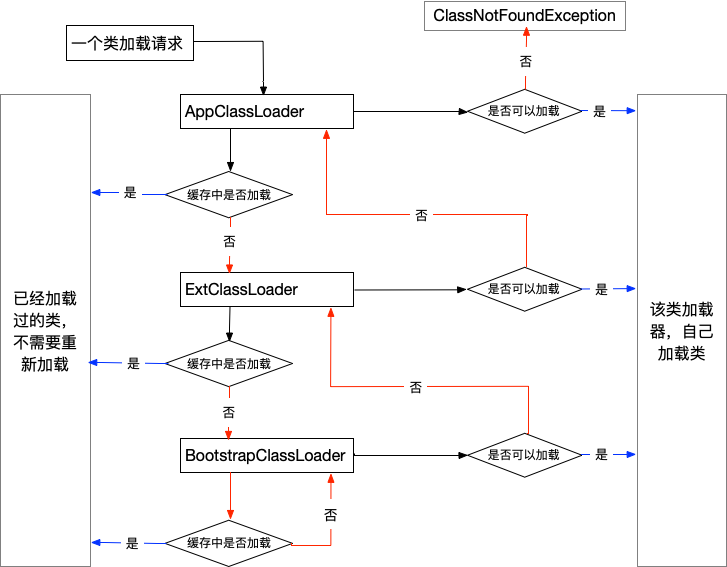 ClassNotFoundException
一个类加载请求
否
AppClassLoader
是否可以加载
是
缓存中是否加载
是
否
否
ExtClassLoader
是否可以加载
是
已经加载
过的类，
不需要重
新加载
该类加载
器，自己
加载类
缓存中是否加载
是
否
否
BootstrapClassLoader
是否可以加载
是
否
缓存中是否加载
是